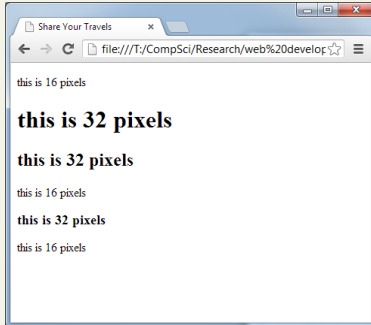 Share Your Travels
file:///T:/CompSci/Research/web%20develop
this is 16 pixels
this is 32 pixels
this is 32 pixels
this is 16 pixels
this is 32 pixels
this is 16 pixels